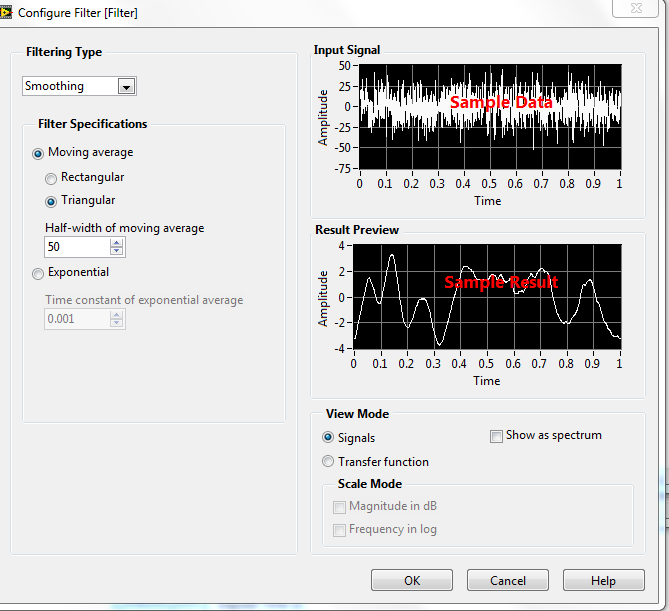 Configure Filter [Filter]
Filtering Type
Smoothing
Filter Specifications
Moving average
Rectangular
Triangular
Half-width of moving average
50
Exponential
Time constant of exponential average
0.001
Input Signal
50
25
0
-25
-50
-75
Amplitude
Sample Data
0 0.1 0.2 0.3 0.4 0.5 0.6 0.7 0.8 0.9 1
Time
Result Preview
4
2
0
-2
-4
Amplitude
Sample Result
0 0.1 0.2 0.3 0.4 0.5 0.6 0.7 0.8 0.9 1
Time
View Mode
Signals
Show as spectrum
Transfer function
Scale Mode
Magnitude in dB
Frequency in log
OK
Cancel
Help